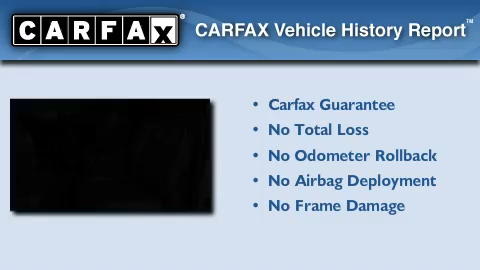 CARFAX® CARFAX Vehicle History Report™
• Carfax Guarantee
• No Total Loss
• No Odometer Rollback
• No Airbag Deployment
• No Frame Damage